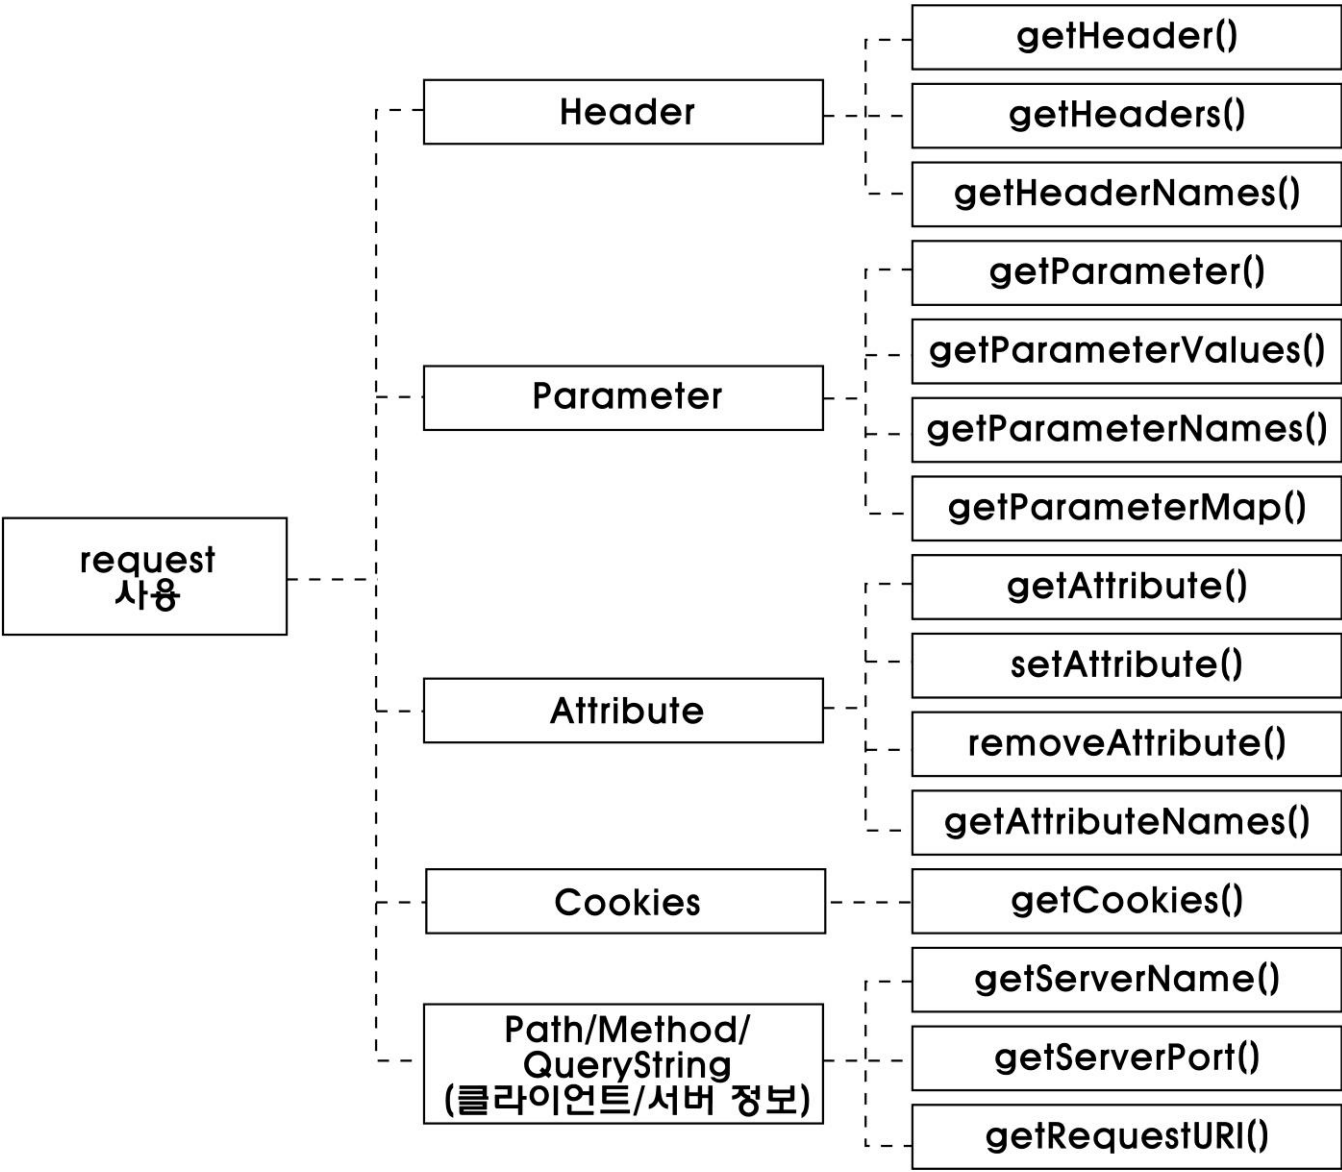 request
사용
Header
getHeader()
getHeaders()
getHeaderNames()
Parameter
getParameter()
getParameterValues()
getParameterNames()
getParameterMap()
Attribute
getAttribute()
setAttribute()
removeAttribute()
getAttributeNames()
Cookies
getCookies()
Path/Method/
QueryString
(클라이언트/서버 정보)
getServerName()
getServerPort()
getRequestURI()